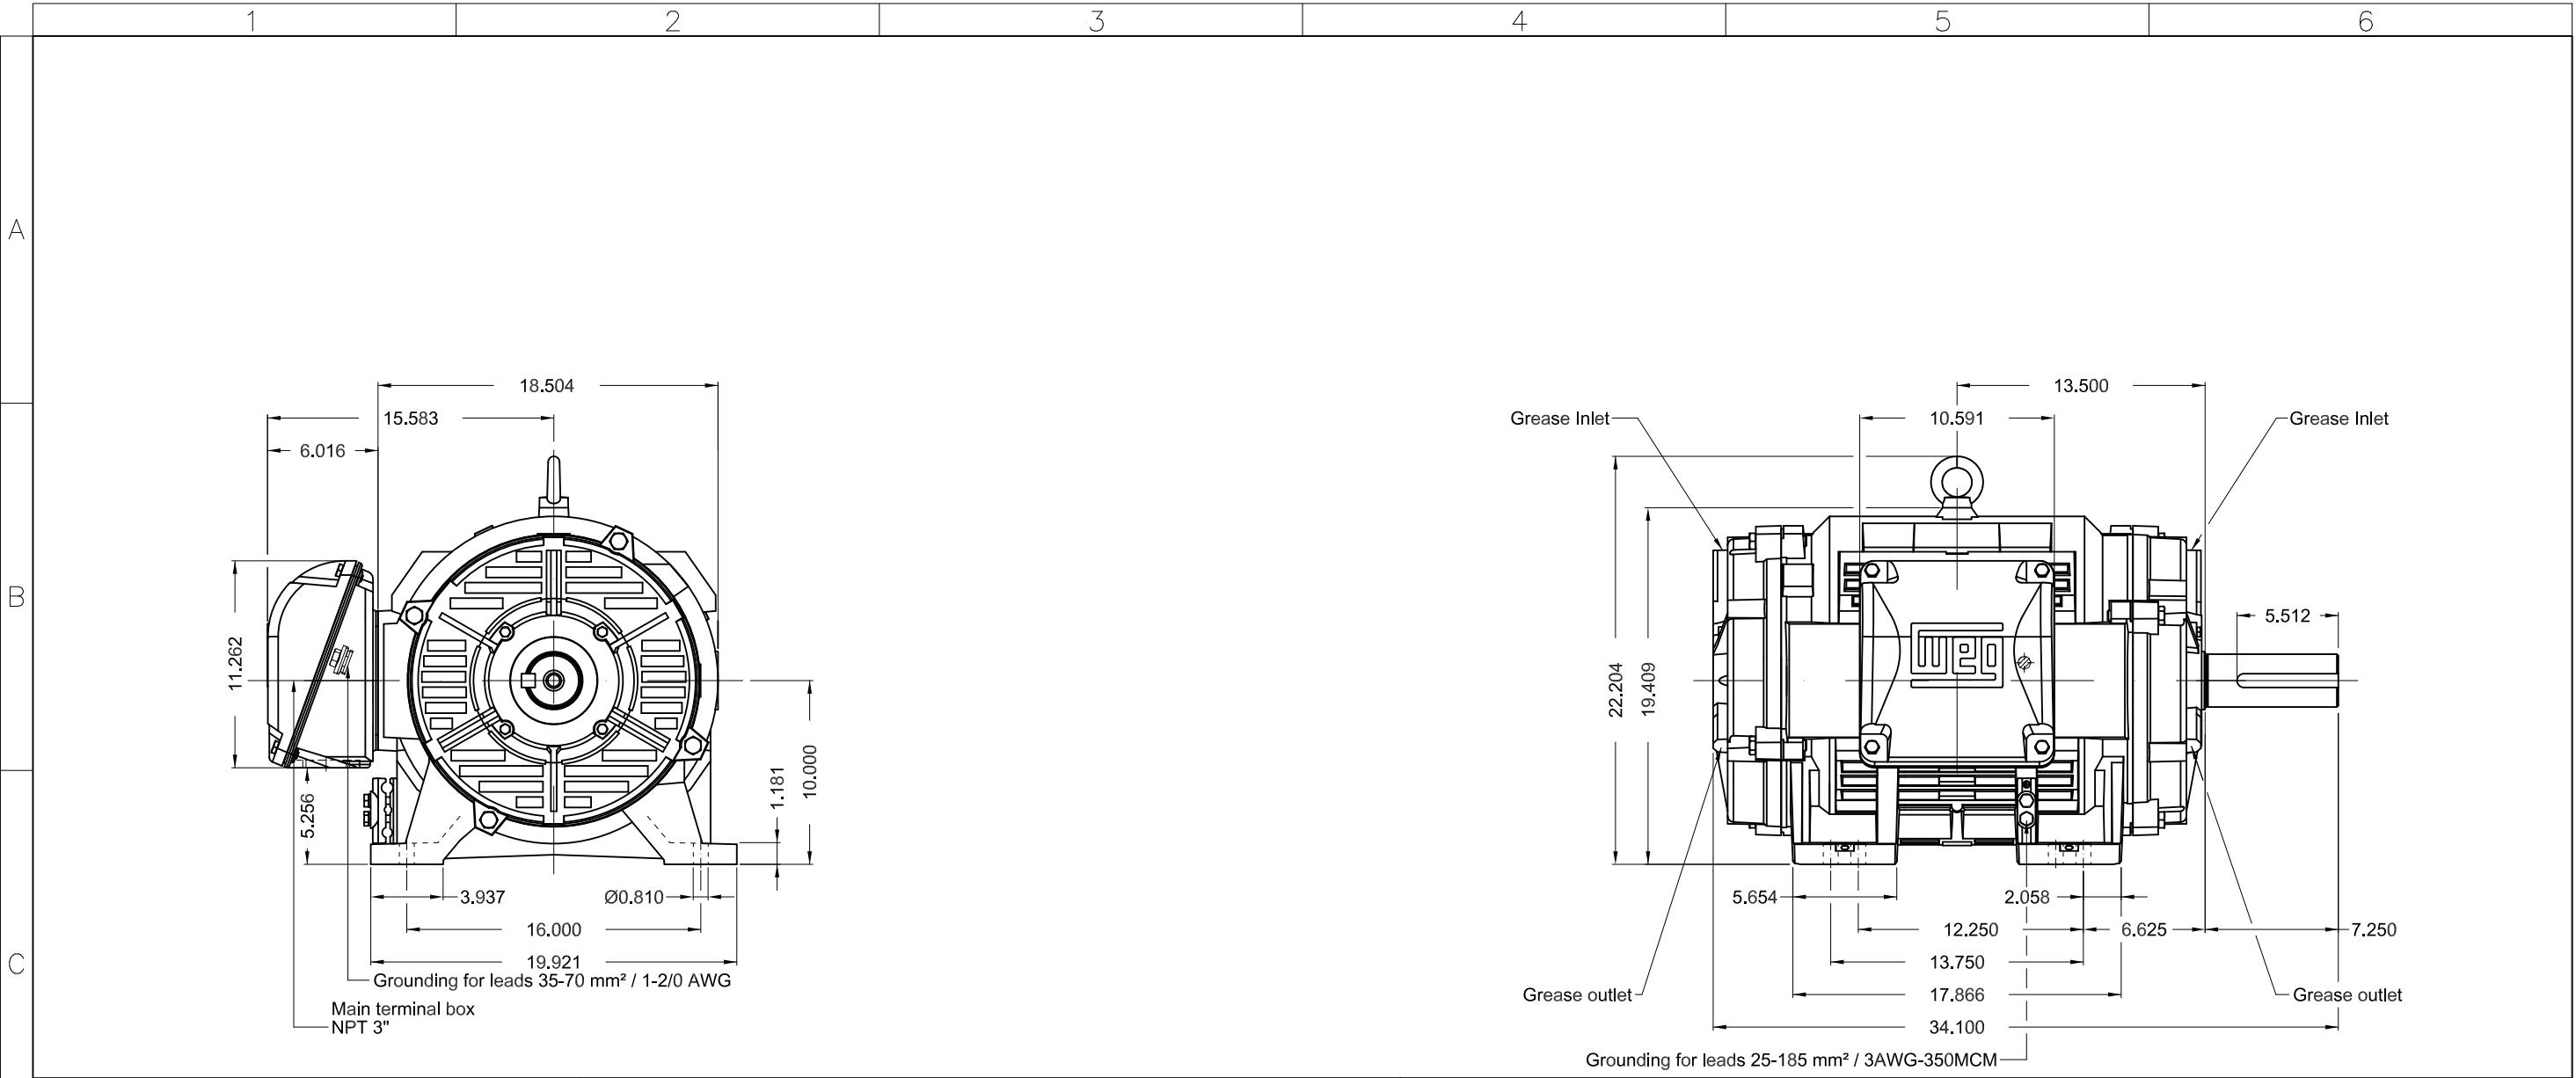 1 2 3 4 5 6
A
B
C
18.504
15.583
6.016
11.262
5.256
1.181
10.000
3.937
Ø0.810
16.000
19.921
Grounding for leads 35-70 mm² / 1-2/0 AWG
Main terminal box
NPT 3"
13.500
10.591
Grease Inlet
Grease Inlet
22.204
19.409
weg
5.512
5.654
2.058
12.250
6.625
7.250
13.750
17.866
34.100
Grease outlet
Grease outlet
Grounding for leads 25-185 mm² / 3AWG-350MCM